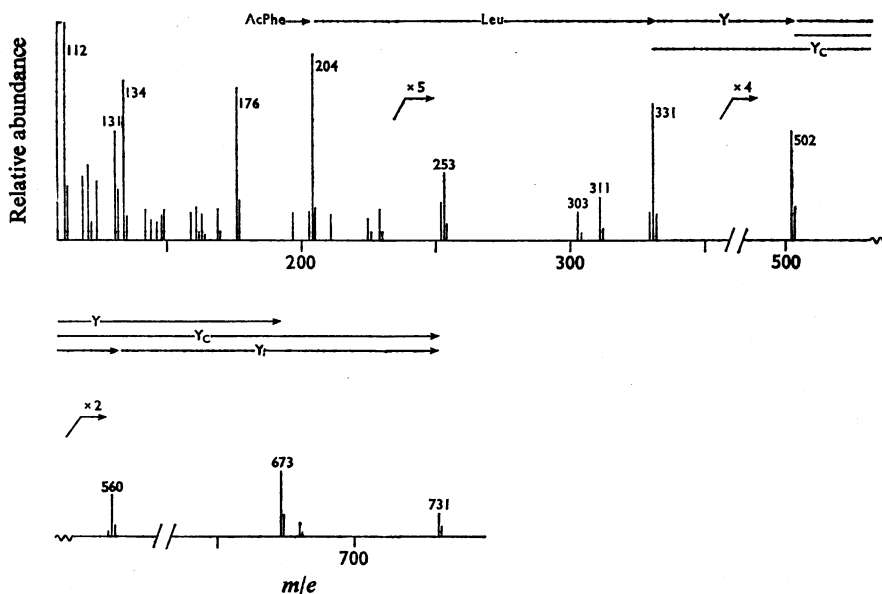 AcPhe Leu Y
Y_C
112
134
131
176
204
× 5
253
303
311
331
× 4
502
Relative abundance
200
300
500
Y
Y_C
Y_I
× 2
560
673
731
700
m/e